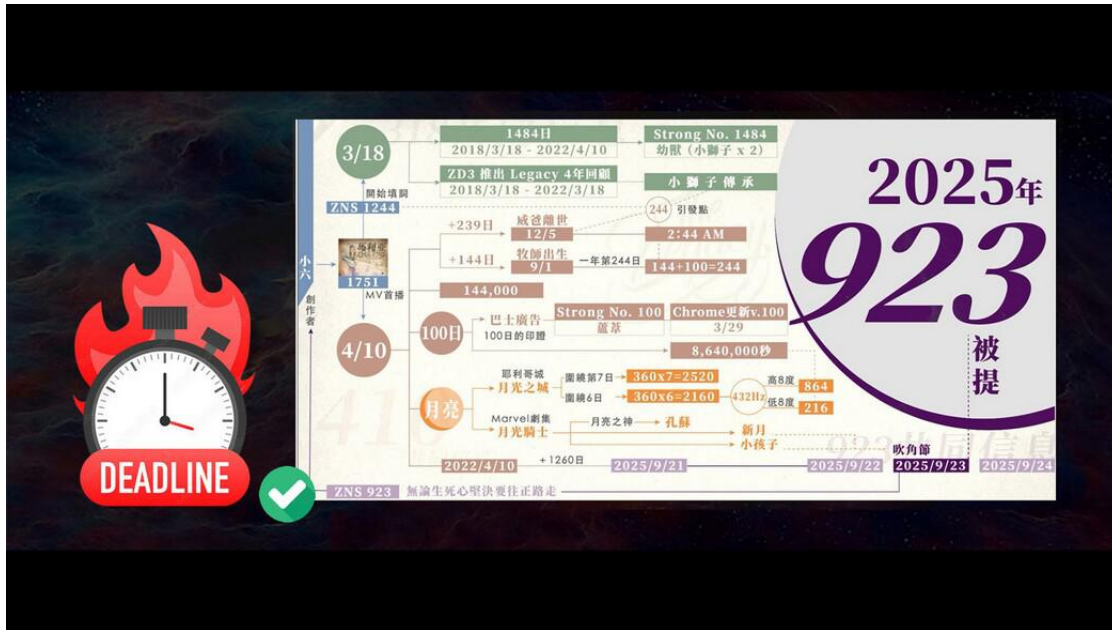 3/18
1484日
2018/3/18 - 2022/4/10
Strong No. 1484
幼獸 (小獅子 x 2)
ZD3 推出 Legacy 4年回顧
2018/3/18 - 2022/3/18
小獅子傳承
開始填詞
ZNS 1244
小六
創作者
1751
MV首播
+239日
威爸離世
12/5
244
引發點
2:44 AM
+144日
牧師出生
9/1
一年第244日
144+100=244
144,000
4/10
100日
巴士廣告
100日的印證
Strong No. 100
蘆葦
Chrome更新v.100
3/29
8,640,000秒
月亮
耶利哥城
月光之城
圍繞第7日
360x7=2520
圍繞6日
360x6=2160
432Hz
高8度
864
低8度
216
Marvel劇集
月光騎士
月亮之神
孔蘇
新月
小孩子
2022/4/10
+1260日
2025/9/21
2025/9/22
吹角節
2025/9/23
2025/9/24
ZNS 923
無論生死心堅決要往正路走
2025年
923
被提
DEADLINE